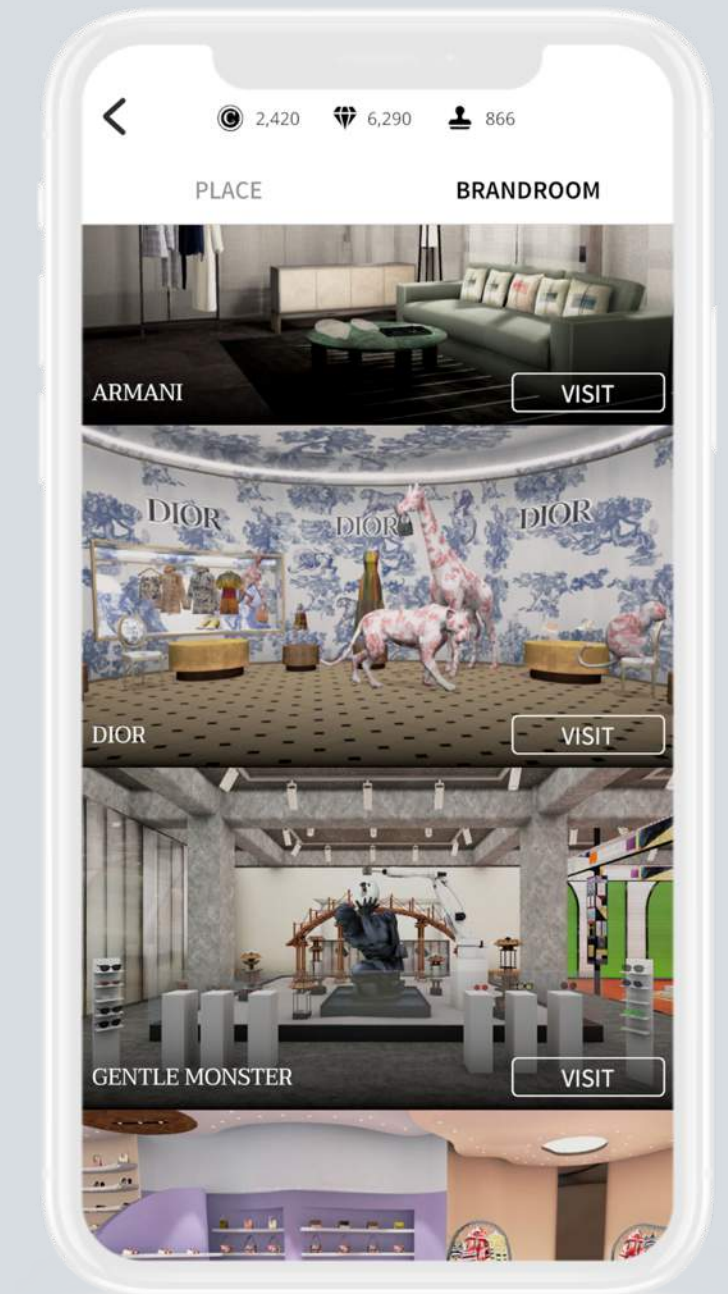 2,420 6,290 866
PLACE BRANDROOM
ARMANI VISIT
DIOR DIOR DIOR
DIOR VISIT
GENTLE MONSTER VISIT